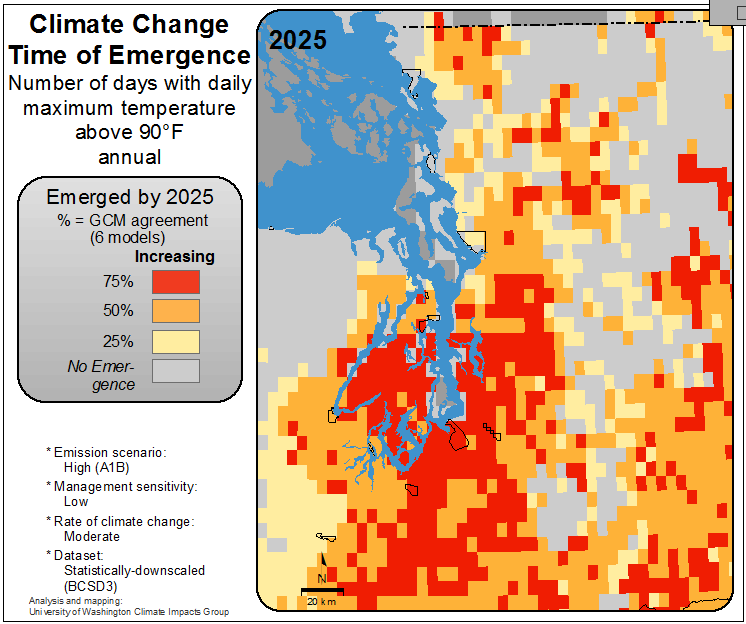 Climate Change
Time of Emergence
Number of days with daily
maximum temperature
above 90°F
annual
Emerged by 2025
% = GCM agreement
(6 models)
Increasing
75%
50%
25%
No Emer-
gence
* Emission scenario:
High (A1B)
* Management sensitivity:
Low
* Rate of climate change:
Moderate
* Dataset:
Statistically-downscaled
(BCSD3)
Analysis and mapping:
University of Washington Climate Impacts Group
2025
N
20 km